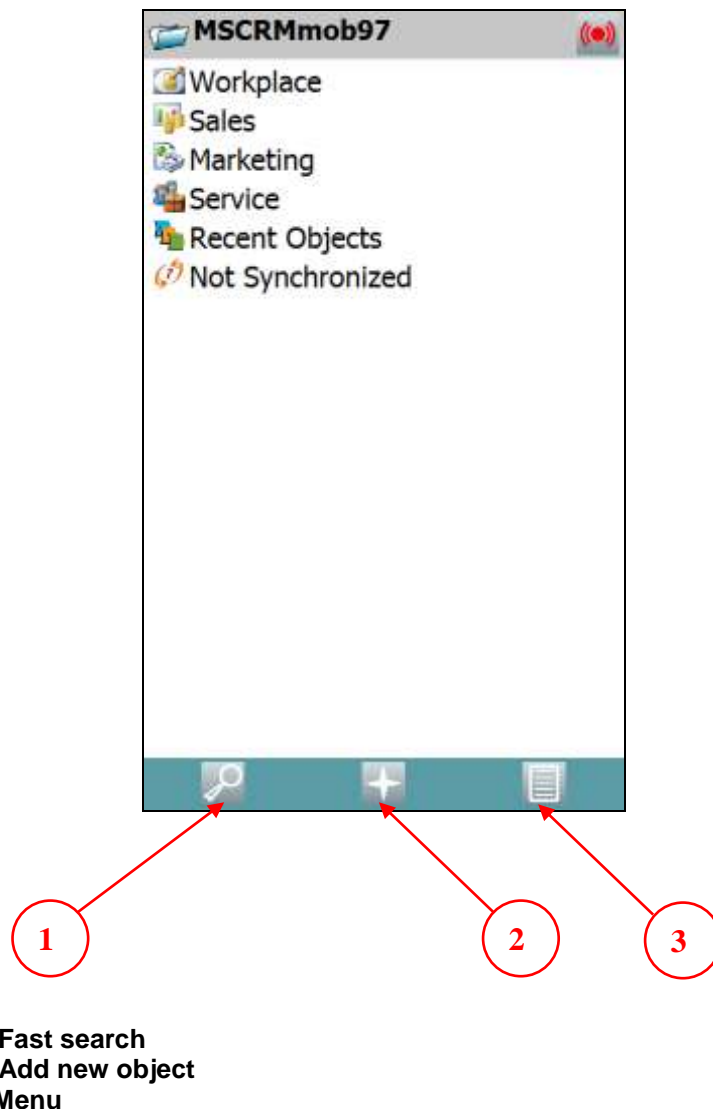 MSCRMmob97
Workplace
Sales
Marketing
Service
Recent Objects
Not Synchronized
1
2
3
Fast search
Add new object
Menu